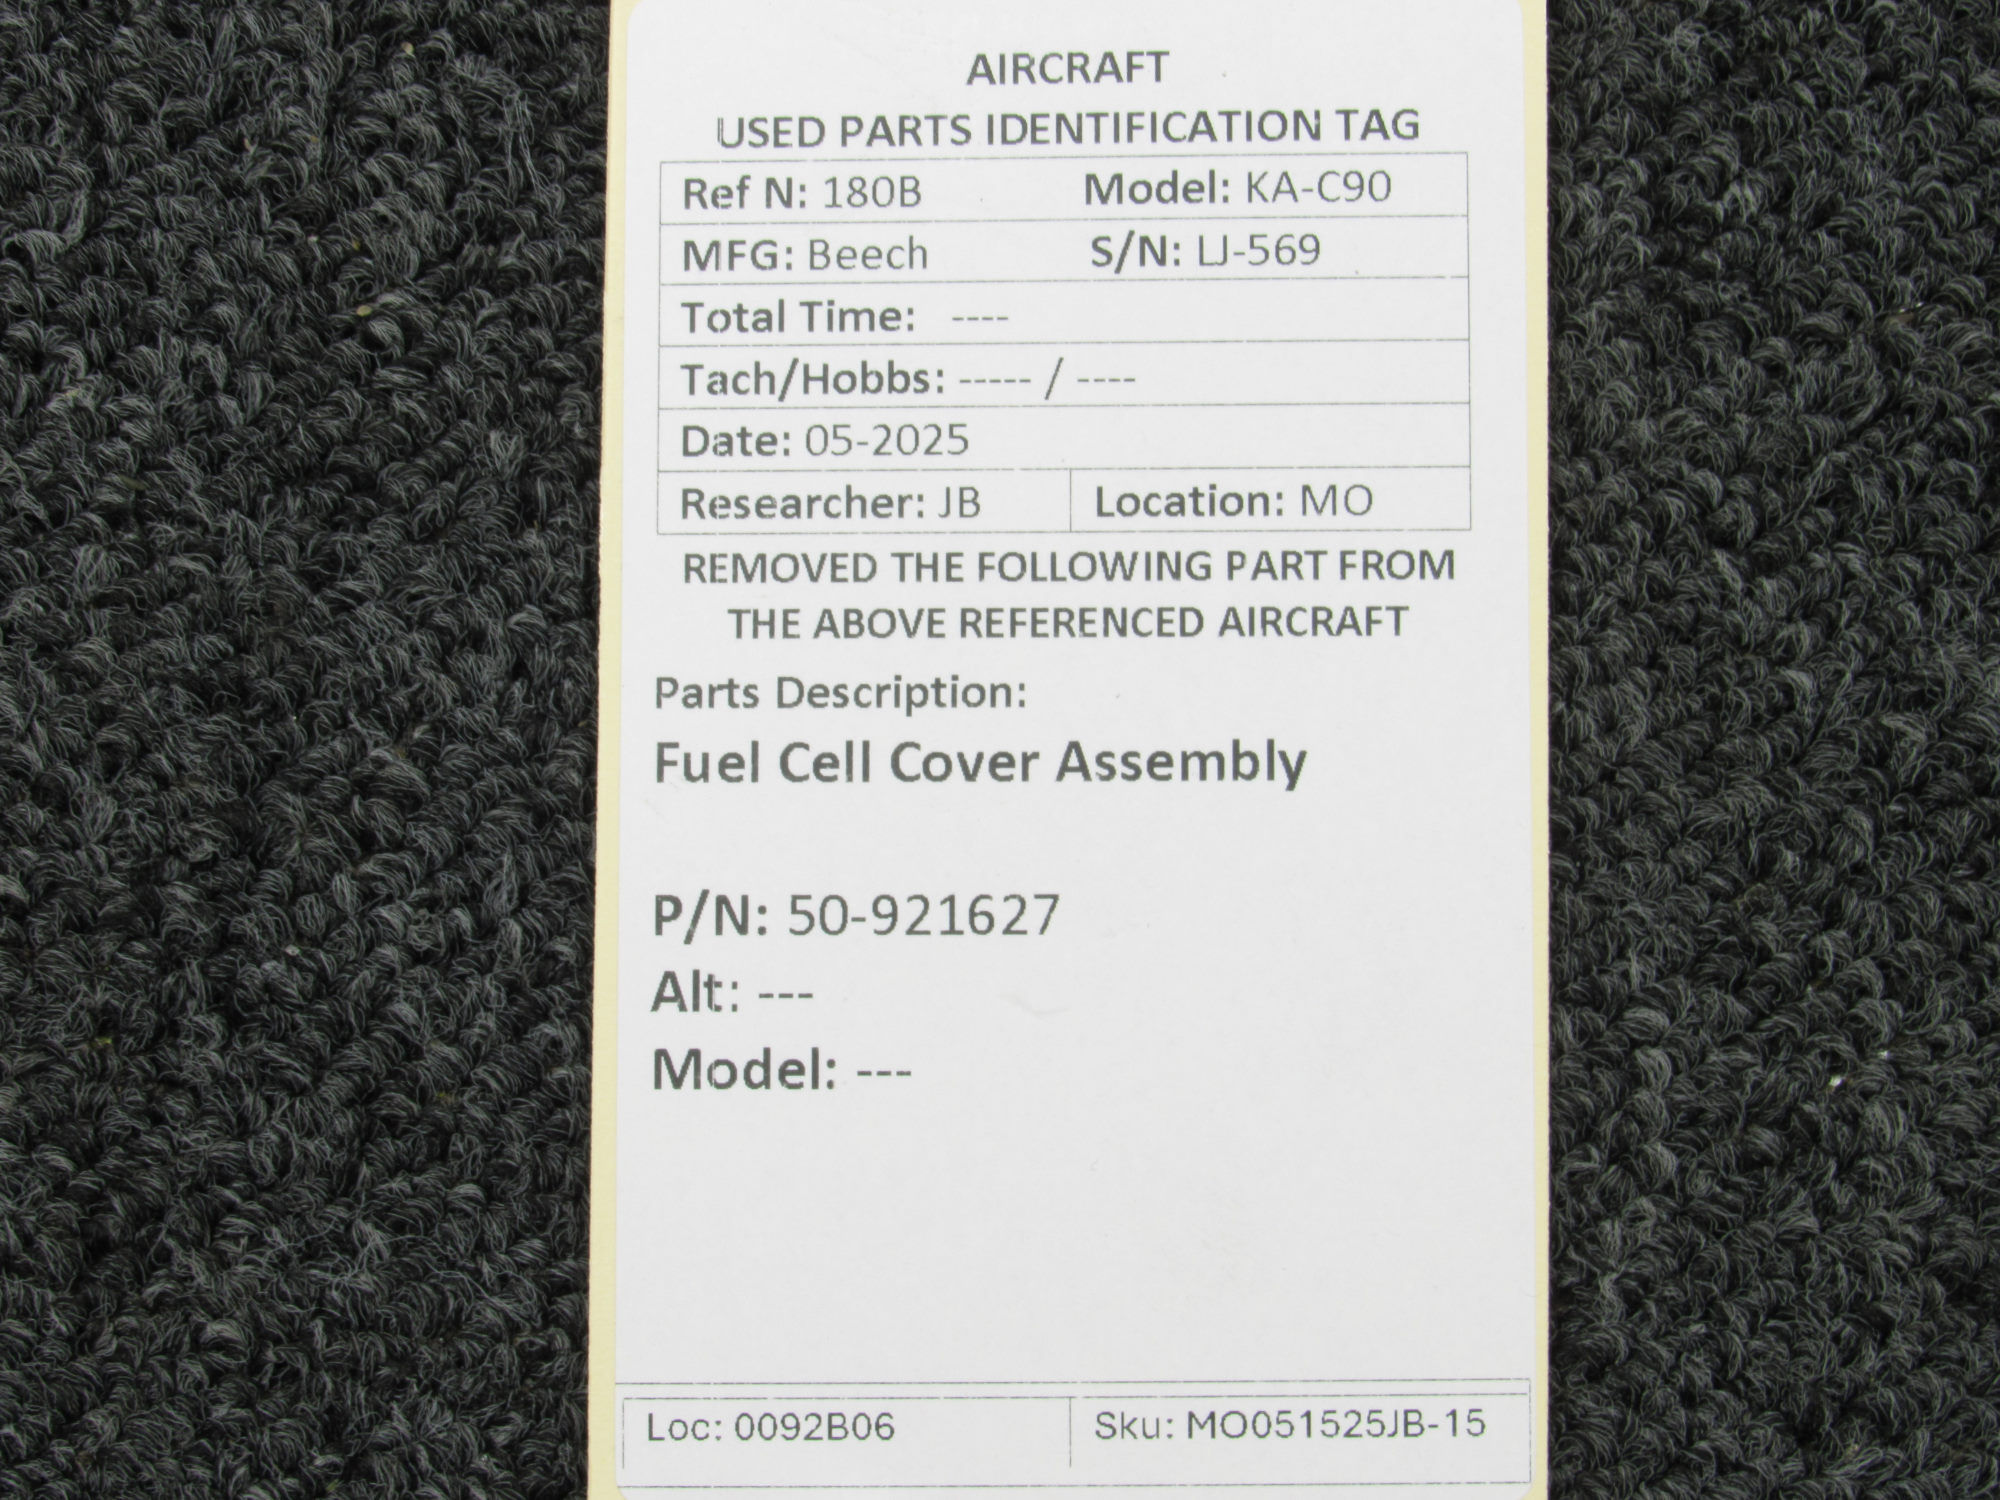 AIRCRAFT
USED PARTS IDENTIFICATION TAG
Ref N: 180B Model: KA-C90
MFG: Beech S/N: LJ-569
Total Time: ----
Tach/Hobbs: ----- / ----
Date: 05-2025
Researcher: JB Location: MO
REMOVED THE FOLLOWING PART FROM
THE ABOVE REFERENCED AIRCRAFT
Parts Description:
Fuel Cell Cover Assembly
P/N: 50-921627
Alt: ---
Model: ---
Loc: 0092B06 Sku: MO051525JB-15